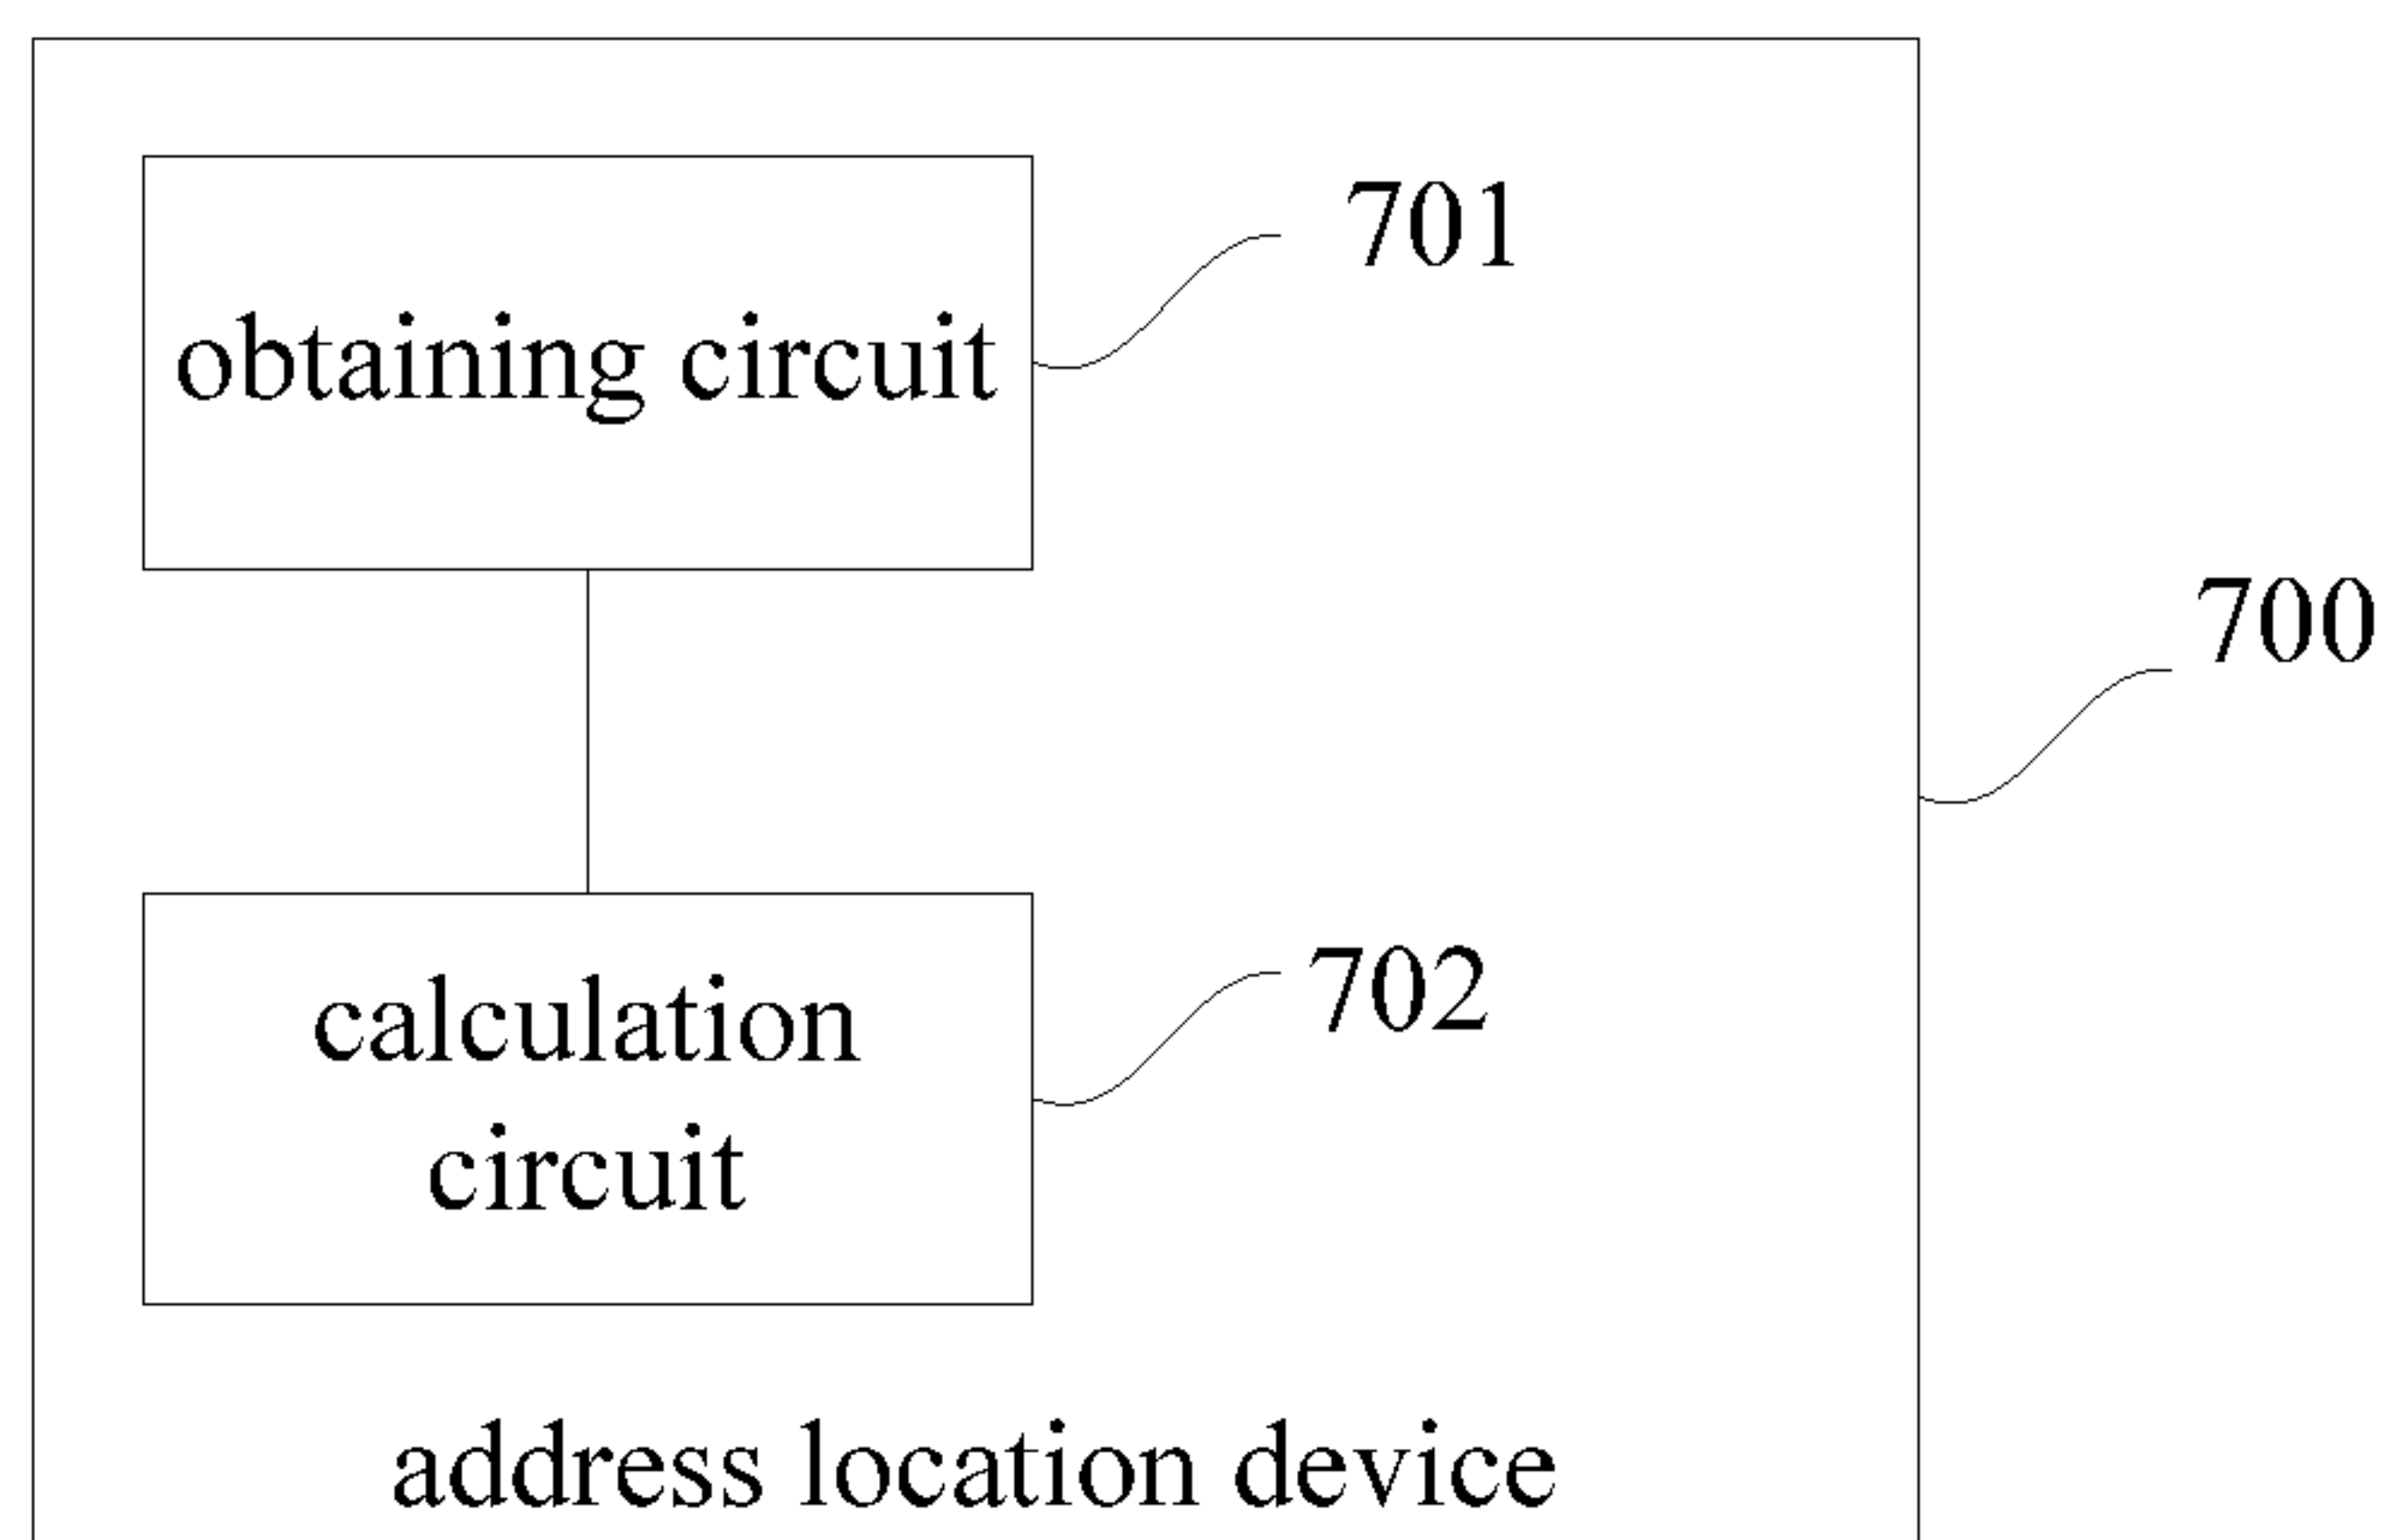 701
obtaining circuit
700
702
calculation
circuit
address location device